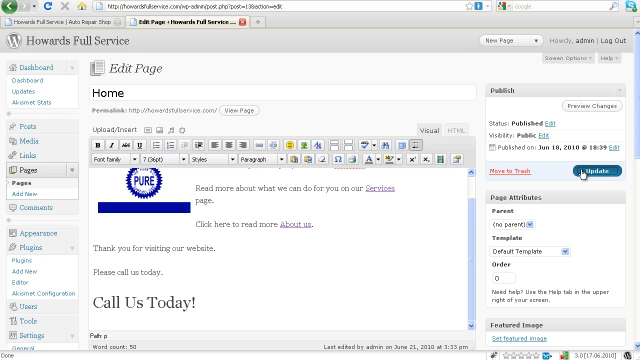 http://howardsfullservice.com/wp-admin/post.php?post=13&action=edit
Google
Howards Full Service | Auto Repair Shop
Edit Page ‹ Howards Full Service ...
Howards Full Service
New Page
Howdy, admin | Log Out
Screen Options
Help
Dashboard
Dashboard
Updates
Akismet Stats
Posts
Media
Links
Pages
Pages
Add New
Comments
Appearance
Plugins
Plugins
Add New
Editor
Akismet Configuration
Users
Tools
Settings
General
Edit Page
Home
Permalink: http://howardsfullservice.com/ View Page
Upload/Insert
Visual
HTML
Font family
7 (36pt)
Styles
Paragraph
PURE
Read more about what we can do for you on our Services
page.
Click here to read more About us.
Thank you for visiting our website.
Please call us today.
Call Us Today!
Path: p
Word count: 50
Last edited by admin on June 21, 2010 at 3:33 pm
Publish
Preview Changes
Status: Published Edit
Visibility: Public Edit
Published on: Jun 18, 2010 @ 18:39 Edit
Move to Trash
Update
Page Attributes
Parent
(no parent)
Template
Default Template
Order
0
Need help? Use the Help tab in the upper
right of your screen.
Featured Image
Set featured image
Done
3.0 [17.06.2010]